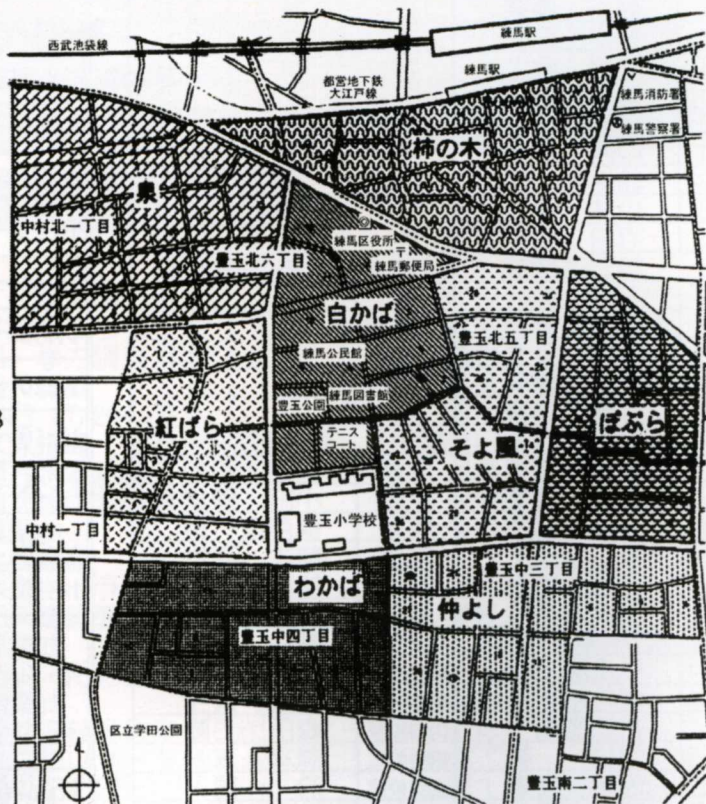 練馬駅
西武池袋線
都営地下鉄
大江戸線
練馬駅
練馬消防署
練馬警察署
柿の木
泉
中村北一丁目
練馬区役所
豊玉北六丁目
練馬郵便局
白かば
豊玉北五丁目
練馬公民館
豊玉公園
練馬図書館
紅ばら
テニス
コート
そよ風
ぽぷら
豊玉小学校
中村一丁目
わかば
豊玉中三丁目
仲よし
豊玉中四丁目
区立学田公園
豊玉南二丁目